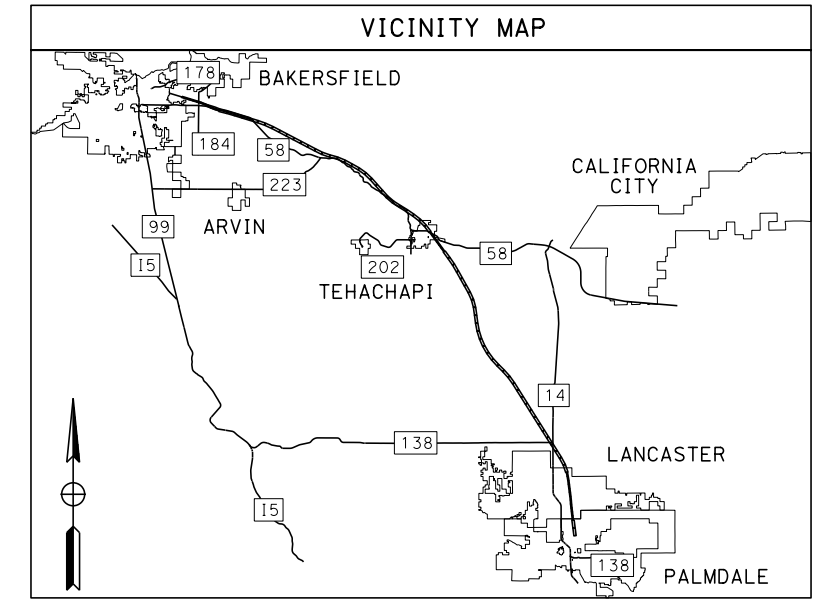 VICINITY MAP
178
BAKERSFIELD
184
58
CALIFORNIA
CITY
223
99
ARVIN
58
I5
202
TEHACHAPI
14
138
LANCASTER
I5
138
PALMDALE